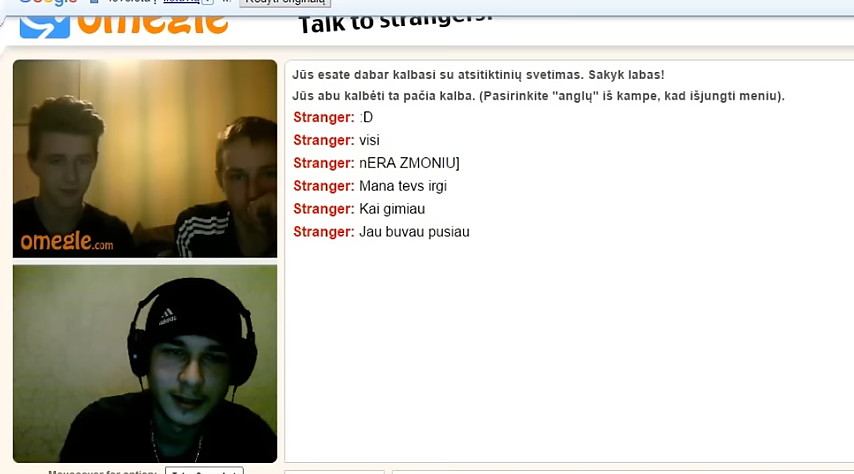 omegle
Talk to strangers!
Jūs esate dabar kalbasi su atsitiktinių svetimas. Sakyk labas!
Jūs abu kalbėti ta pačia kalba. (Pasirinkite "anglų" iš kampe, kad išjungti meniu).
Stranger: :D
Stranger: visi
Stranger: nERA ZMONIU]
Stranger: Mana tevs irgi
Stranger: Kai gimiau
Stranger: Jau buvau pusiau
omegle.com
adidas